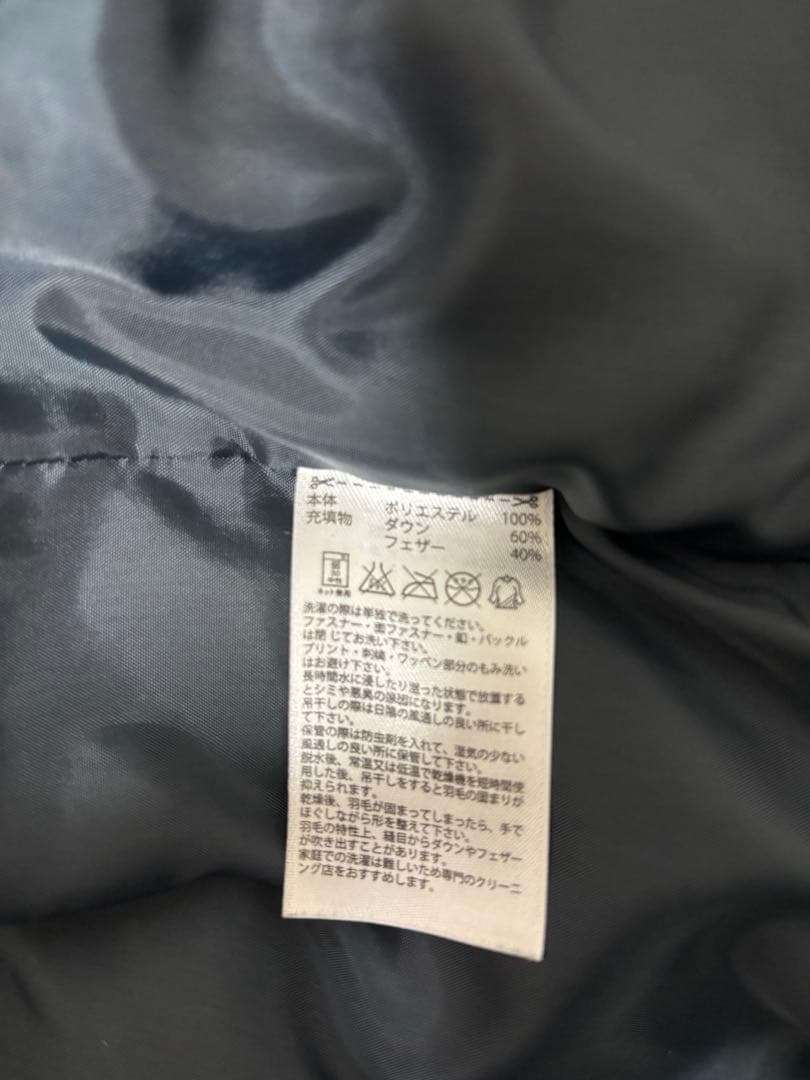 本体 ポリエステル 100%
充填物 ダウン 60%
フェザー 40%
ネット使用
洗濯の際は単独で洗ってください。
ファスナー・面ファスナー・釦・バックル
は閉じてお洗い下さい。
プリント・刺繍・ワッペン部分のもみ洗い
はお避け下さい。
長時間水に浸したり湿った状態で放置する
とシミや悪臭の原因になります。
吊干しの際は日陰の風通しの良い所に干し
て下さい。
保管の際は防虫剤を入れて、湿気の少ない
風通しの良い所に保管して下さい。
脱水後、常温又は低温で乾燥機を短時間使
用した後、吊干しをすると羽毛の固まりが
抑えられます。
乾燥後、羽毛が固まってしまったら、手で
ほぐしながら形を整えて下さい。
羽毛の特性上、縫目からダウンやフェザー
が吹き出すことがあります。
家庭での洗濯は難しいため専門のクリーニ
ング店をおすすめします。